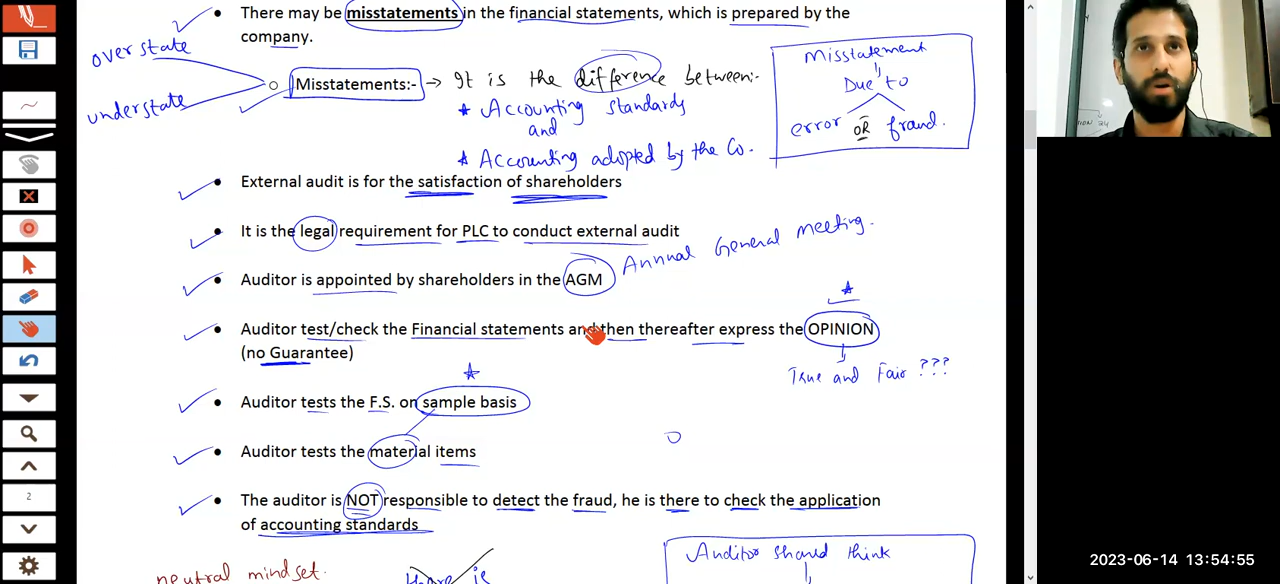 There may be misstatements in the financial statements, which is prepared by the
company.
overstate
understate
Misstatements:- → It is the difference between:-
★ Accounting standards
and
★ Accounting adopted by the Co.
Misstatement
Due to
error OR fraud.
External audit is for the satisfaction of shareholders
It is the legal requirement for PLC to conduct external audit
Auditor is appointed by shareholders in the AGM
Annual General Meeting.
Auditor test/check the Financial statements and then thereafter express the OPINION
(no Guarantee)
True and Fair ???
Auditor tests the F.S. on sample basis
Auditor tests the material items
The auditor is NOT responsible to detect the fraud, he is there to check the application
of accounting standards
neutral mindset.
there is
Auditor should think
2
2023-06-14 13:54:55